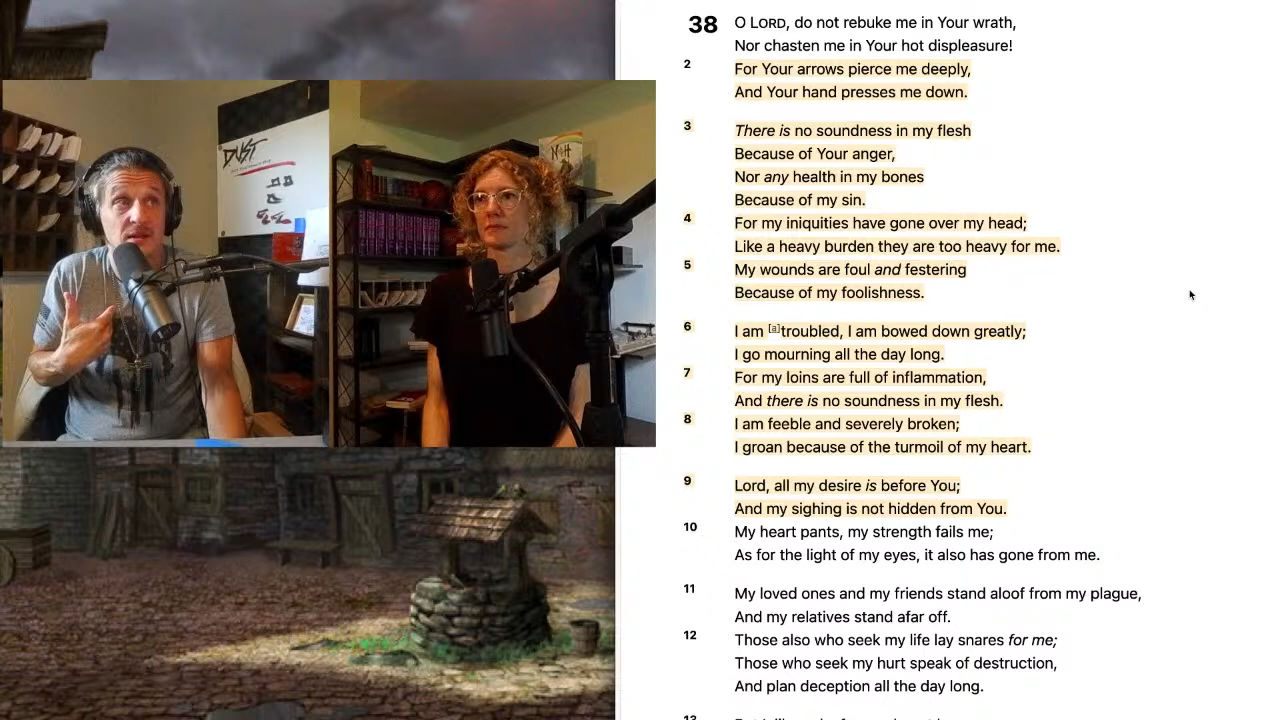 38 O LORD, do not rebuke me in Your wrath,
Nor chasten me in Your hot displeasure!
2 For Your arrows pierce me deeply,
And Your hand presses me down.
3 There is no soundness in my flesh
Because of Your anger,
Nor any health in my bones
Because of my sin.
4 For my iniquities have gone over my head;
Like a heavy burden they are too heavy for me.
5 My wounds are foul and festering
Because of my foolishness.
6 I am [a]troubled, I am bowed down greatly;
I go mourning all the day long.
7 For my loins are full of inflammation,
And there is no soundness in my flesh.
8 I am feeble and severely broken;
I groan because of the turmoil of my heart.
9 Lord, all my desire is before You;
And my sighing is not hidden from You.
10 My heart pants, my strength fails me;
As for the light of my eyes, it also has gone from me.
11 My loved ones and my friends stand aloof from my plague,
And my relatives stand afar off.
12 Those also who seek my life lay snares for me;
Those who seek my hurt speak of destruction,
And plan deception all the day long.
DUST